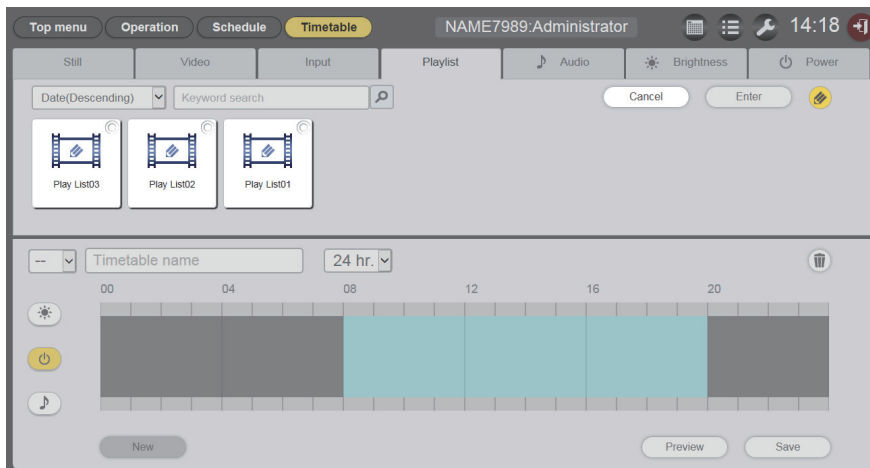 Top menu Operation Schedule Timetable NAME7989:Administrator 14:18
Still Video Input Playlist Audio Brightness Power
Date(Descending) Keyword search Cancel Enter
Play List03 Play List02 Play List01
-- Timetable name 24 hr.
00 04 08 12 16 20
New Preview Save